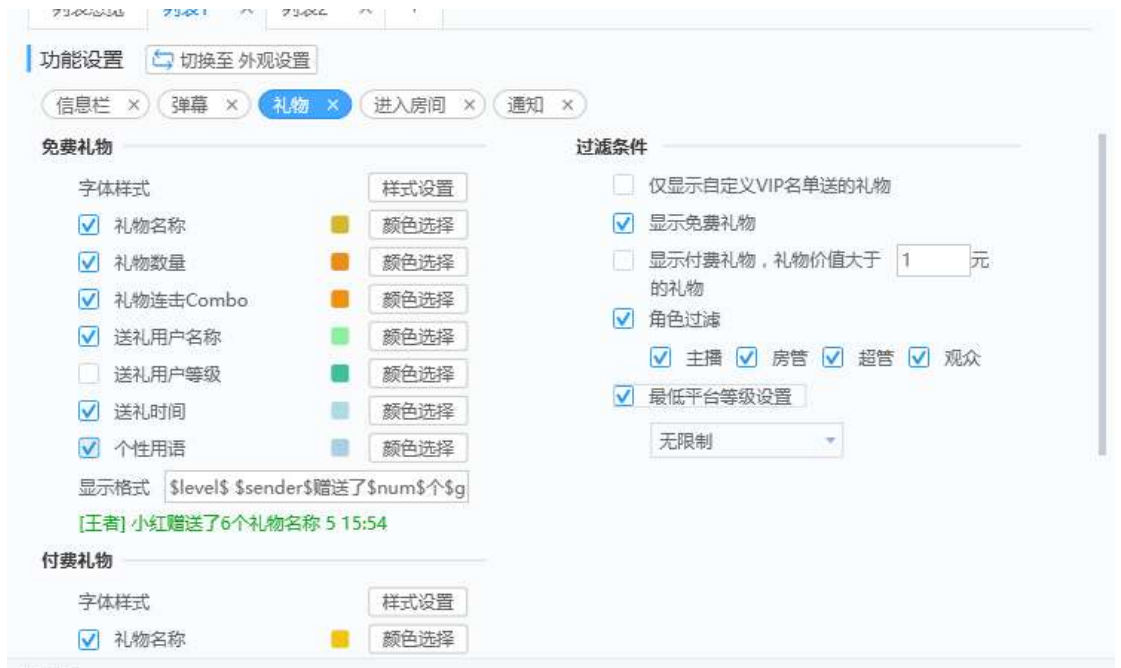 列表总览 列表1 × 列表2 × +
功能设置 切换至 外观设置
信息栏 × 弹幕 × 礼物 × 进入房间 × 通知 ×
免费礼物
字体样式 样式设置
礼物名称 颜色选择
礼物数量 颜色选择
礼物连击Combo 颜色选择
送礼用户名称 颜色选择
送礼用户等级 颜色选择
送礼时间 颜色选择
个性用语 颜色选择
显示格式 $level$ $sender$赠送了$num$个$g
[王者] 小红赠送了6个礼物名称 5 15:54
付费礼物
字体样式 样式设置
礼物名称 颜色选择
过滤条件
仅显示自定义VIP名单送的礼物
显示免费礼物
显示付费礼物，礼物价值大于 1 元
的礼物
角色过滤
主播 房管 超管 观众
最低平台等级设置
无限制